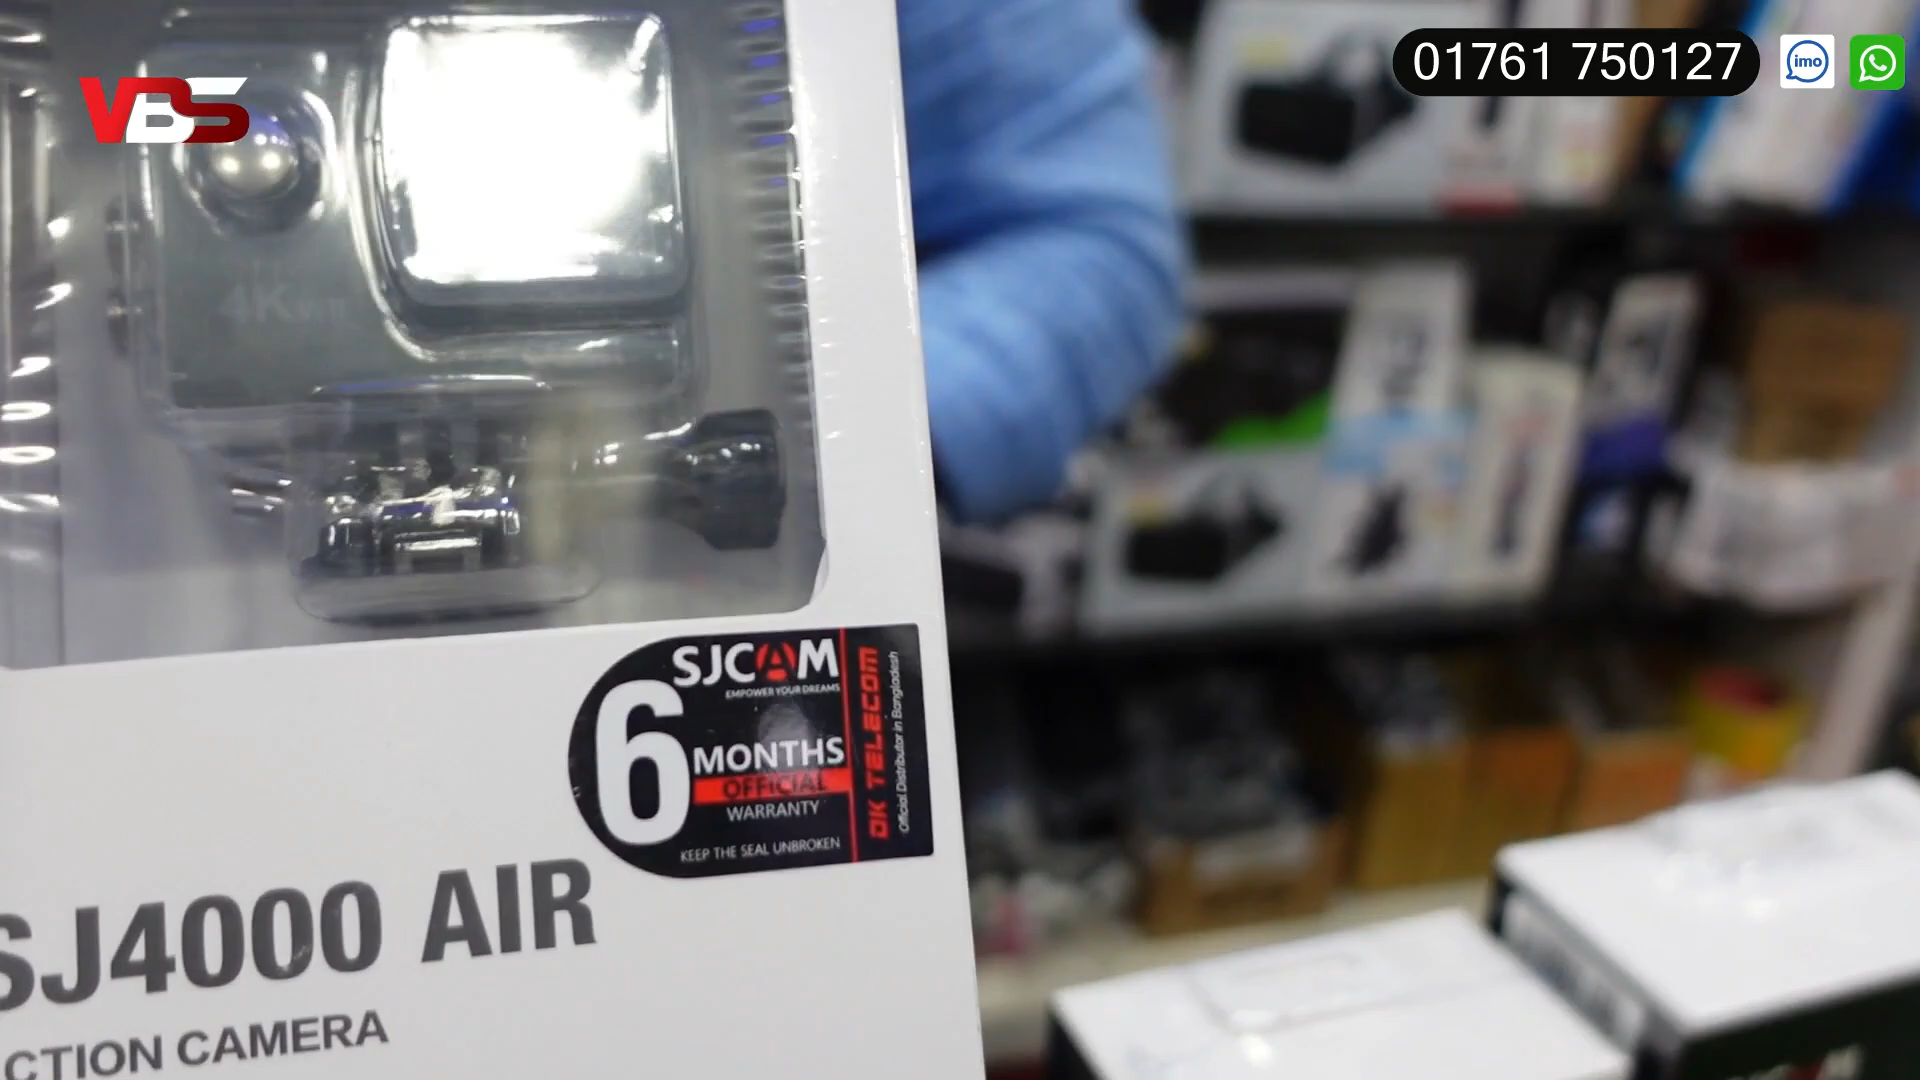 VBS
01761 750127
imo
4K
SJCAM
EMPOWER YOUR DREAMS
6 MONTHS
OFFICIAL
WARRANTY
KEEP THE SEAL UNBROKEN
OK TELECOM
Official Distributor in Bangladesh
SJ4000 AIR
CTION CAMERA